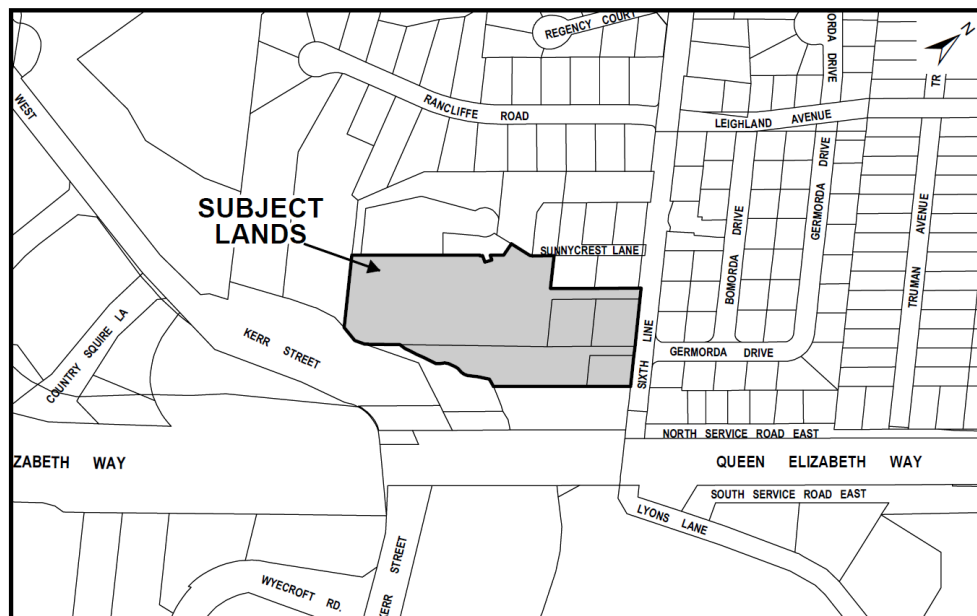 REGENCY COURT
ORDA DRIVE
N
TR
WEST
RANCLIFFE ROAD
LEIGHLAND AVENUE
SUBJECT
LANDS
SUNNYCREST LANE
BOMORDA DRIVE
GERMORDA DRIVE
TRUMAN AVENUE
COUNTRY SQUIRE LA
KERR STREET
SIXTH LINE
GERMORDA DRIVE
NORTH SERVICE ROAD EAST
ZABETH WAY
QUEEN ELIZABETH WAY
SOUTH SERVICE ROAD EAST
LYONS LANE
WYECROFT RD.
KERR STREET